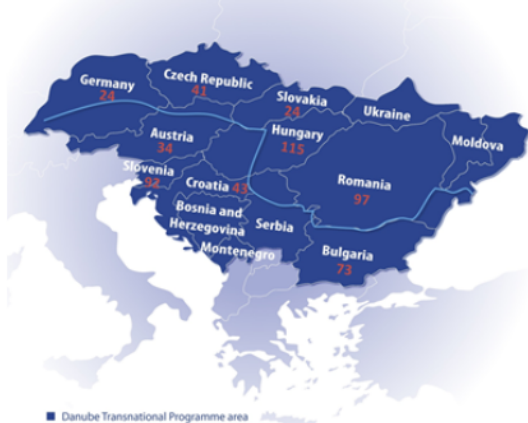 Germany
24
Czech Republic
41
Slovakia
24
Ukraine
Austria
34
Hungary
115
Moldova
Slovenia
92
Croatia 43
Romania
97
Bosnia and
Herzegovina
Serbia
Montenegro
Bulgaria
73
Danube Transnational Programme area